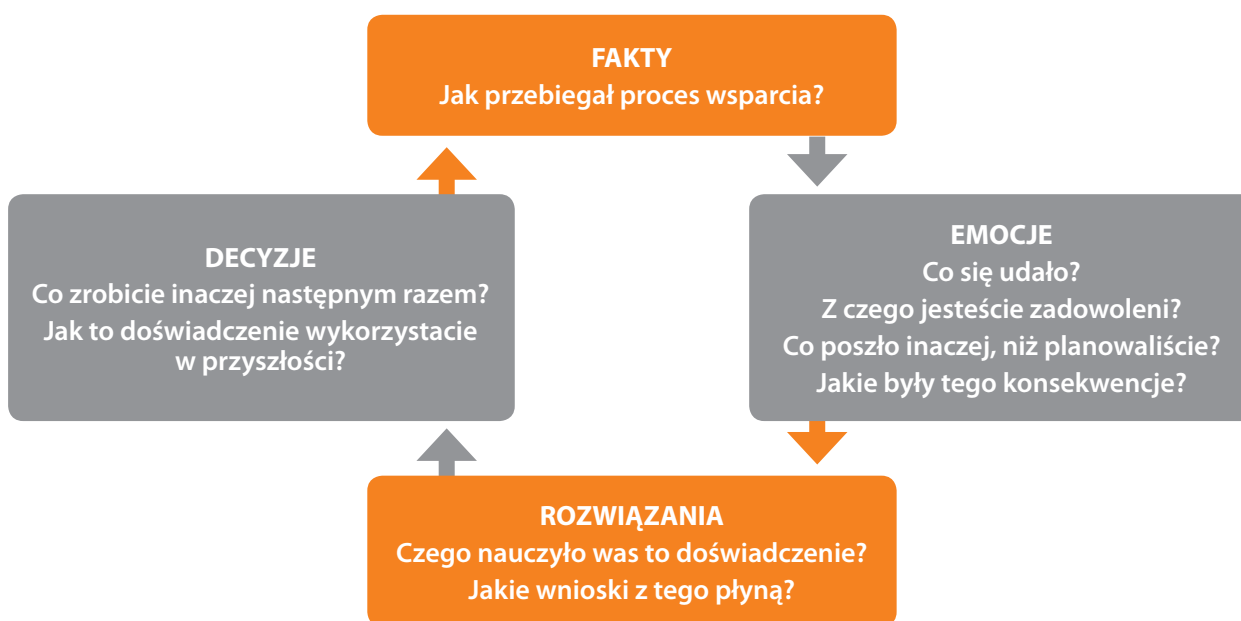 FAKTY
Jak przebiegał proces wsparcia?
EMOCJE
Co się udało?
Z czego jesteście zadowoleni?
Co poszło inaczej, niż planowaliście?
Jakie były tego konsekwencje?
ROZWIĄZANIA
Czego nauczyło was to doświadczenie?
Jakie wnioski z tego płyną?
DECYZJE
Co zrobicie inaczej następnym razem?
Jak to doświadczenie wykorzystacie
w przyszłości?